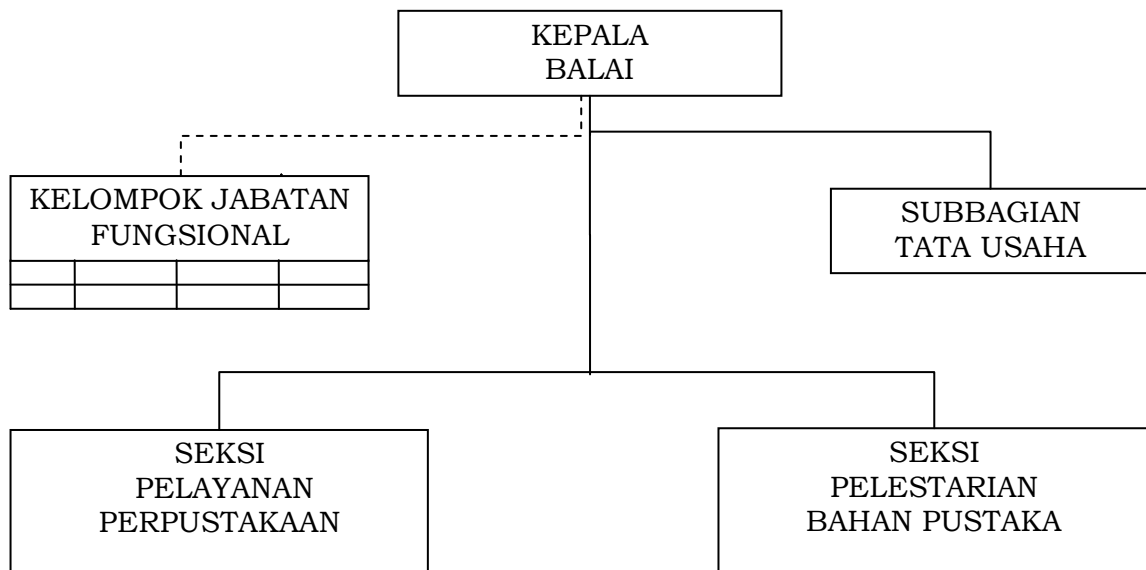 KEPALA
BALAI
KELOMPOK JABATAN
FUNGSIONAL
SUBBAGIAN
TATA USAHA
SEKSI
PELAYANAN
PERPUSTAKAAN
SEKSI
PELESTARIAN
BAHAN PUSTAKA